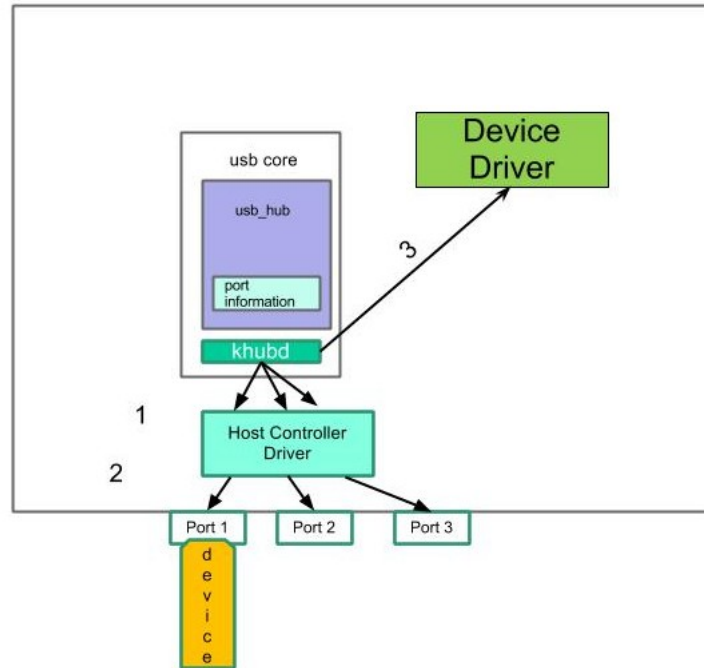 usb core
usb_hub
port
information
khubd
Device
Driver
3
1
2
Host Controller
Driver
Port 1
Port 2
Port 3
d
e
v
i
c
e